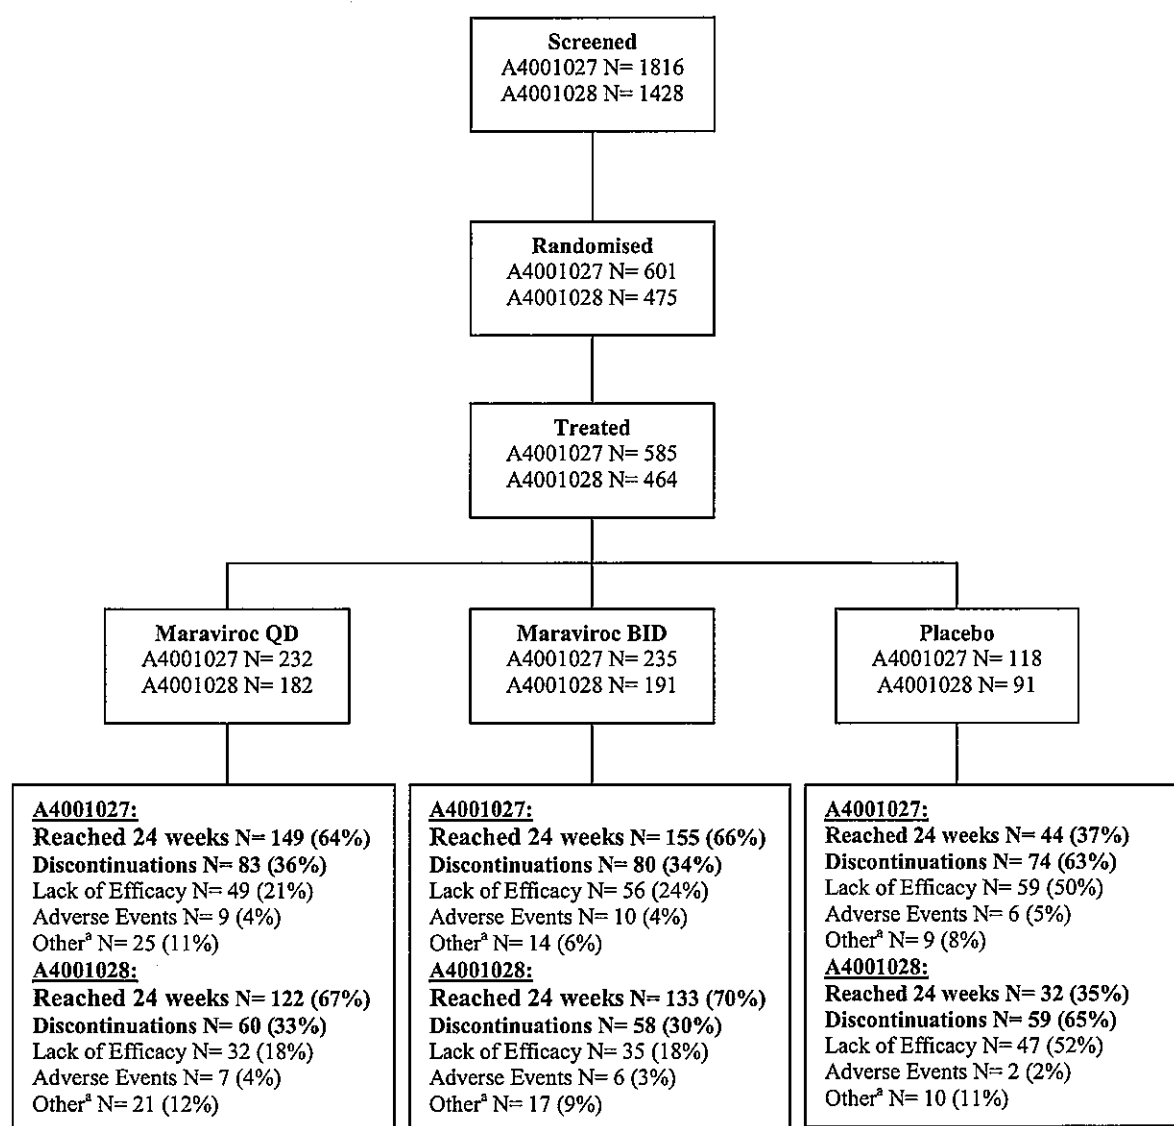 Screened
A4001027 N= 1816
A4001028 N= 1428
Randomised
A4001027 N= 601
A4001028 N= 475
Treated
A4001027 N= 585
A4001028 N= 464
Maraviroc QD
A4001027 N= 232
A4001028 N= 182
Maraviroc BID
A4001027 N= 235
A4001028 N= 191
Placebo
A4001027 N= 118
A4001028 N= 91
A4001027:
Reached 24 weeks N= 149 (64%)
Discontinuations N= 83 (36%)
Lack of Efficacy N= 49 (21%)
Adverse Events N= 9 (4%)
Otherᵃ N= 25 (11%)
A4001028:
Reached 24 weeks N= 122 (67%)
Discontinuations N= 60 (33%)
Lack of Efficacy N= 32 (18%)
Adverse Events N= 7 (4%)
Otherᵃ N= 21 (12%)
A4001027:
Reached 24 weeks N= 155 (66%)
Discontinuations N= 80 (34%)
Lack of Efficacy N= 56 (24%)
Adverse Events N= 10 (4%)
Otherᵃ N= 14 (6%)
A4001028:
Reached 24 weeks N= 133 (70%)
Discontinuations N= 58 (30%)
Lack of Efficacy N= 35 (18%)
Adverse Events N= 6 (3%)
Otherᵃ N= 17 (9%)
A4001027:
Reached 24 weeks N= 44 (37%)
Discontinuations N= 74 (63%)
Lack of Efficacy N= 59 (50%)
Adverse Events N= 6 (5%)
Otherᵃ N= 9 (8%)
A4001028:
Reached 24 weeks N= 32 (35%)
Discontinuations N= 59 (65%)
Lack of Efficacy N= 47 (52%)
Adverse Events N= 2 (2%)
Otherᵃ N= 10 (11%)